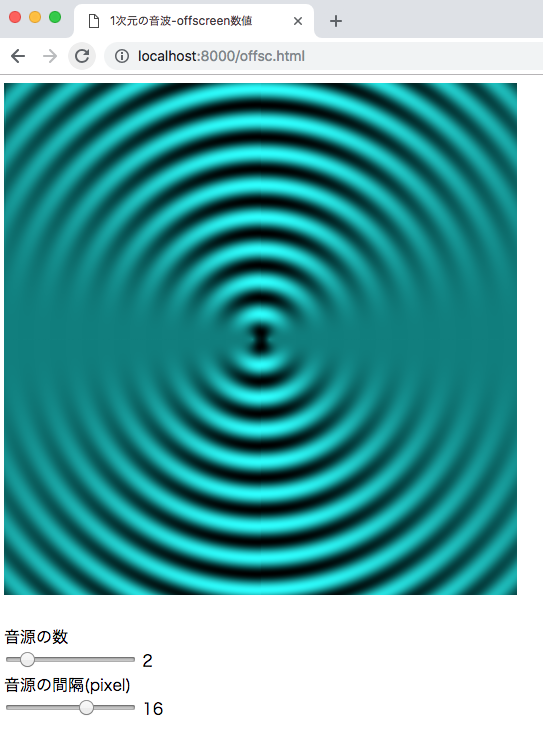 1次元の音波-offscreen数値
localhost:8000/offsc.html
音源の数
2
音源の間隔(pixel)
16